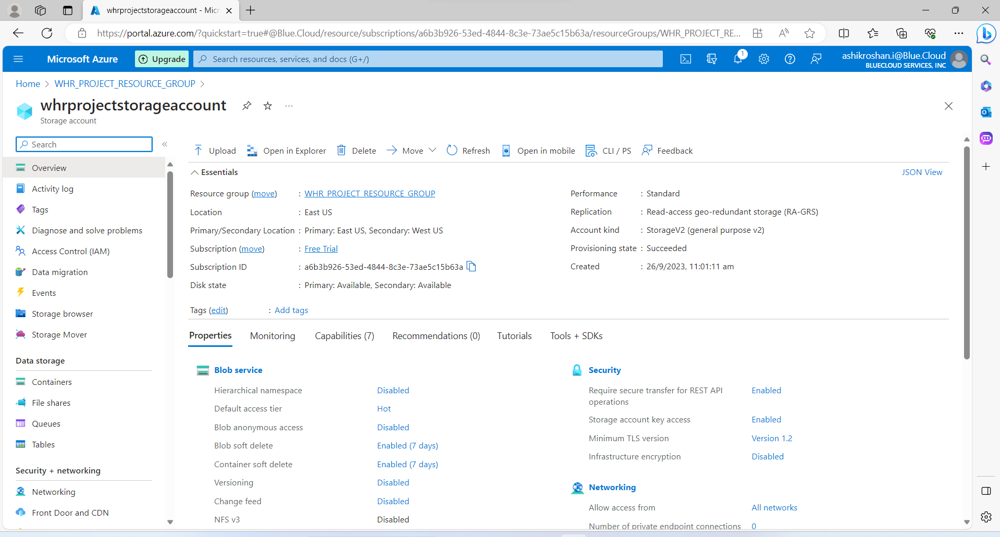 whrprojectstorageaccount - Micr
https://portal.azure.com/?quickstart=true#@Blue.Cloud/resource/subscriptions/a6b3b926-53ed-4844-8c3e-73ae5c15b63a/resourceGroups/WHR_PROJECT_RE...
Microsoft Azure
Upgrade
Search resources, services, and docs (G+/)
1
ashikroshan.i@Blue.Cloud
BLUECLOUD SERVICES, INC
Home > WHR_PROJECT_RESOURCE_GROUP >
whrprojectstorageaccount
Storage account
Search
«
Overview
Activity log
Tags
Diagnose and solve problems
Access Control (IAM)
Data migration
Events
Storage browser
Storage Mover
Data storage
Containers
File shares
Queues
Tables
Security + networking
Networking
Front Door and CDN
Upload
Open in Explorer
Delete
Move
Refresh
Open in mobile
CLI / PS
Feedback
Essentials
JSON View
Resource group (move) : WHR_PROJECT_RESOURCE_GROUP
Location : East US
Primary/Secondary Location : Primary: East US, Secondary: West US
Subscription (move) : Free Trial
Subscription ID : a6b3b926-53ed-4844-8c3e-73ae5c15b63a
Disk state : Primary: Available, Secondary: Available
Tags (edit) : Add tags
Performance : Standard
Replication : Read-access geo-redundant storage (RA-GRS)
Account kind : StorageV2 (general purpose v2)
Provisioning state : Succeeded
Created : 26/9/2023, 11:01:11 am
Properties
Monitoring
Capabilities (7)
Recommendations (0)
Tutorials
Tools + SDKs
Blob service
Hierarchical namespace Disabled
Default access tier Hot
Blob anonymous access Disabled
Blob soft delete Enabled (7 days)
Container soft delete Enabled (7 days)
Versioning Disabled
Change feed Disabled
NFS v3 Disabled
Security
Require secure transfer for REST API Enabled
operations
Storage account key access Enabled
Minimum TLS version Version 1.2
Infrastructure encryption Disabled
Networking
Allow access from All networks
Number of private endpoint connections 0